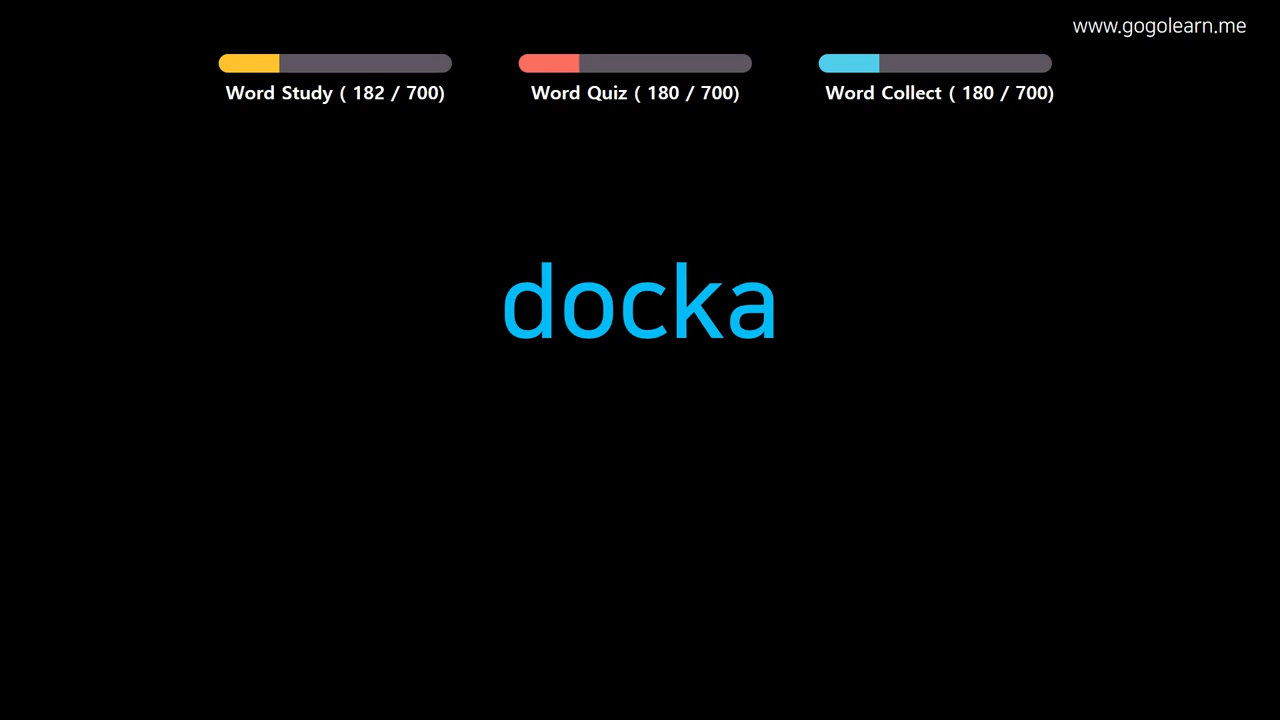 www.gogolearn.me
Word Study ( 182 / 700)
Word Quiz ( 180 / 700)
Word Collect ( 180 / 700)
docka